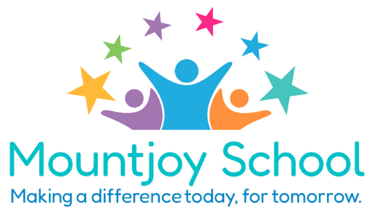 Mountjoy School
Making a difference today, for tomorrow.